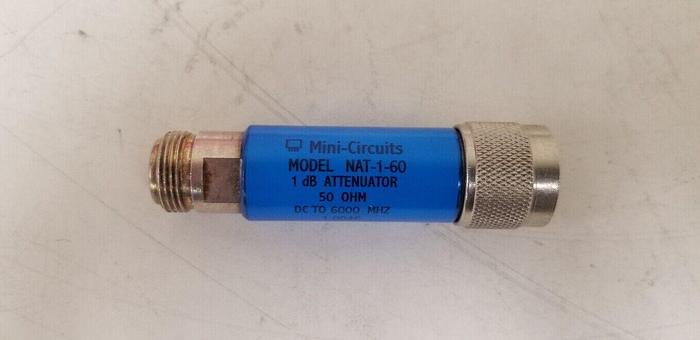 Mini-Circuits
MODEL NAT-1-60
1 dB ATTENUATOR
50 OHM
DC TO 6000 MHZ